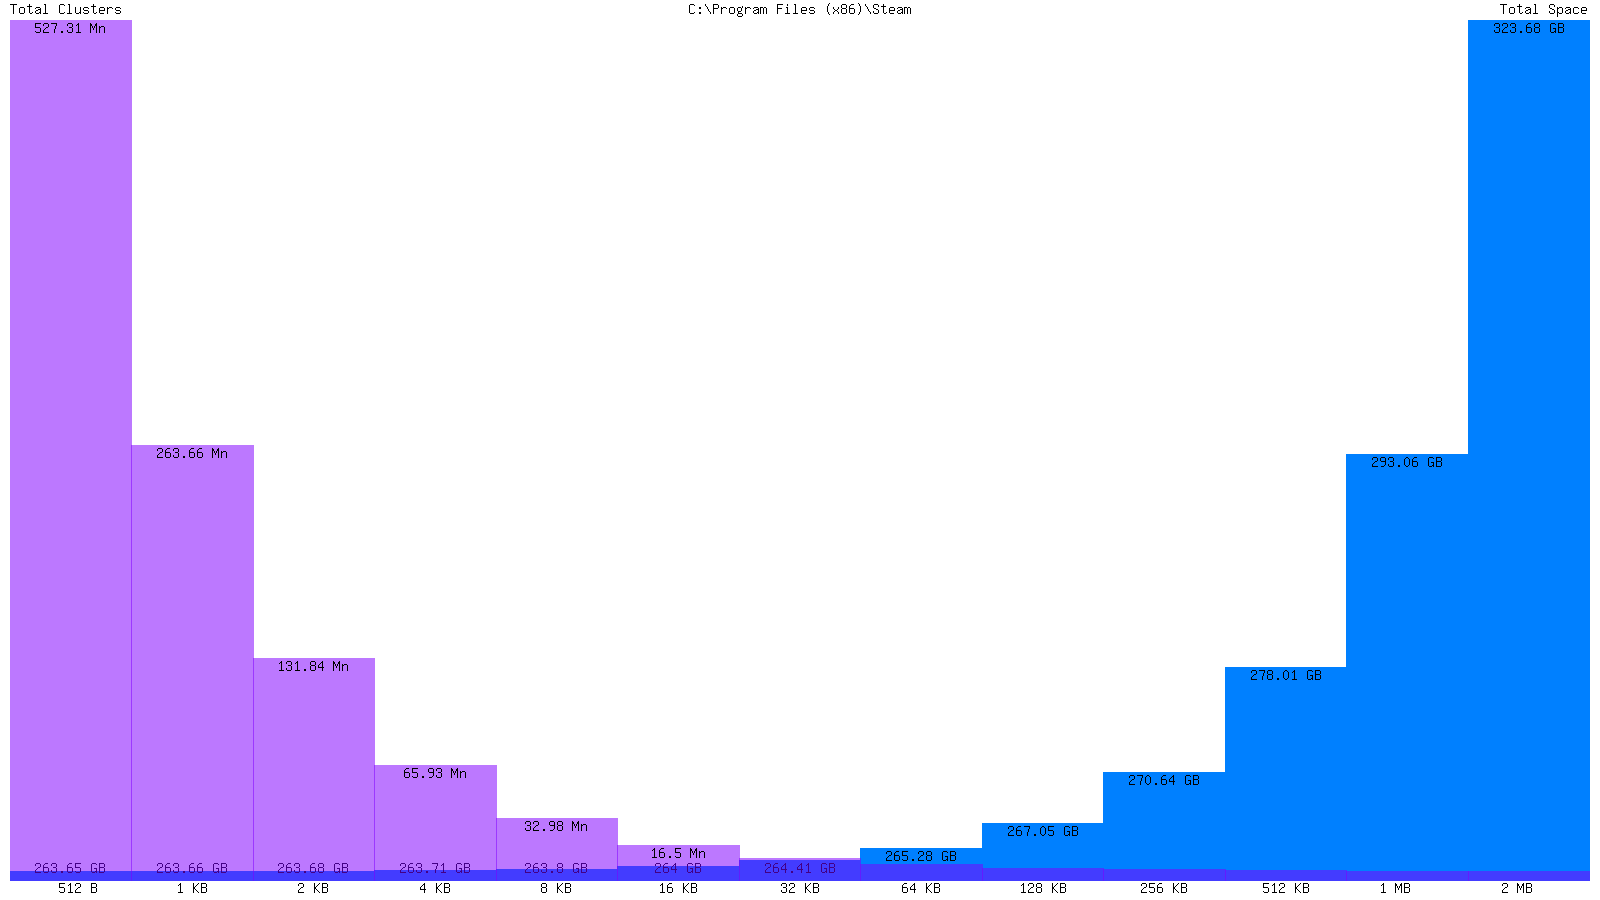 Total Clusters
C:\Program Files (x86)\Steam
Total Space
527.31 Mn
323.68 GB
263.66 Mn
293.06 GB
131.84 Mn
278.01 GB
65.93 Mn
270.64 GB
32.98 Mn
267.05 GB
16.5 Mn
265.28 GB
263.65 GB
263.66 GB
263.68 GB
263.71 GB
263.8 GB
264 GB
264.41 GB
512 B
1 KB
2 KB
4 KB
8 KB
16 KB
32 KB
64 KB
128 KB
256 KB
512 KB
1 MB
2 MB